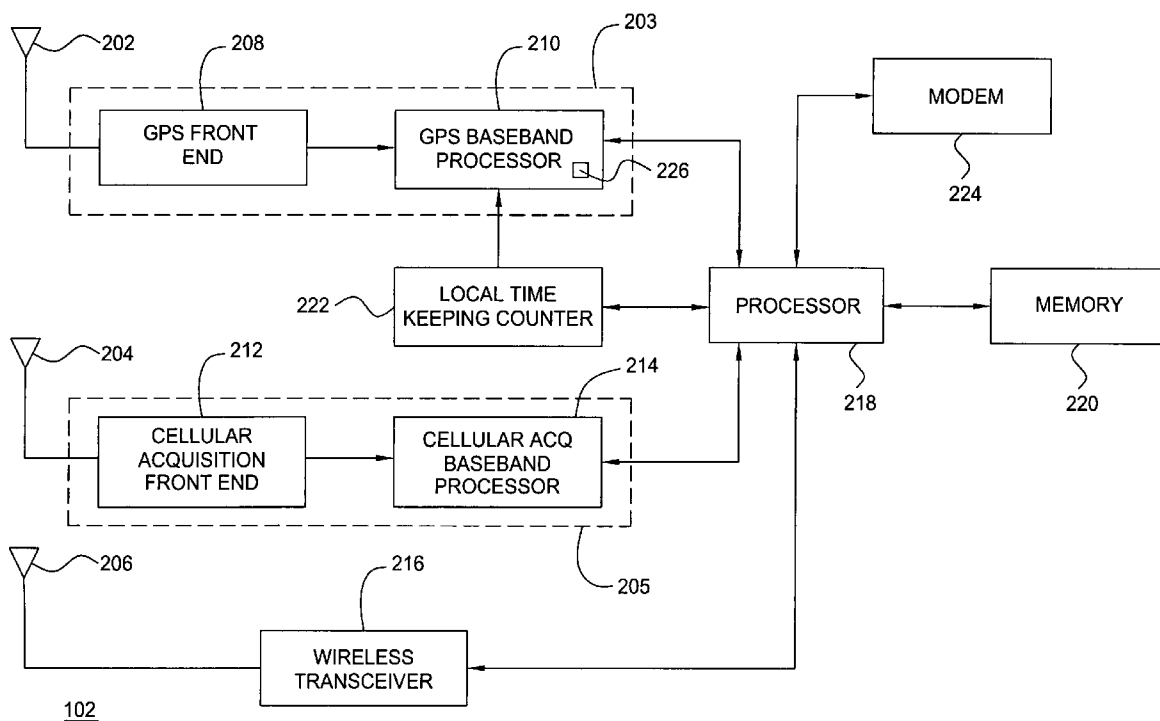 202
208
210
203
GPS FRONT
END
GPS BASEBAND
PROCESSOR
226
MODEM
224
222
LOCAL TIME
KEEPING COUNTER
PROCESSOR
218
MEMORY
220
204
212
214
CELLULAR
ACQUISITION
FRONT END
CELLULAR ACQ
BASEBAND
PROCESSOR
205
206
216
WIRELESS
TRANSCEIVER
102